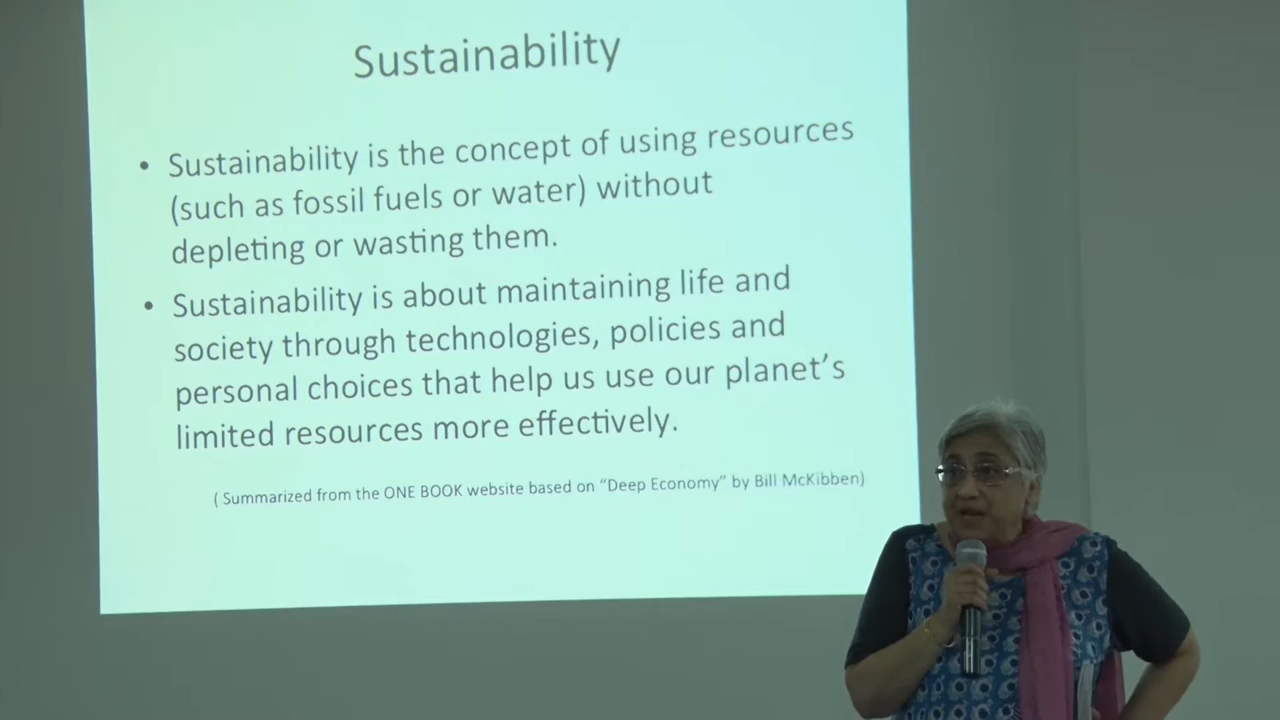 Sustainability
• Sustainability is the concept of using resources
(such as fossil fuels or water) without
depleting or wasting them.
• Sustainability is about maintaining life and
society through technologies, policies and
personal choices that help us use our planet’s
limited resources more effectively.
( Summarized from the ONE BOOK website based on “Deep Economy” by Bill McKibben)